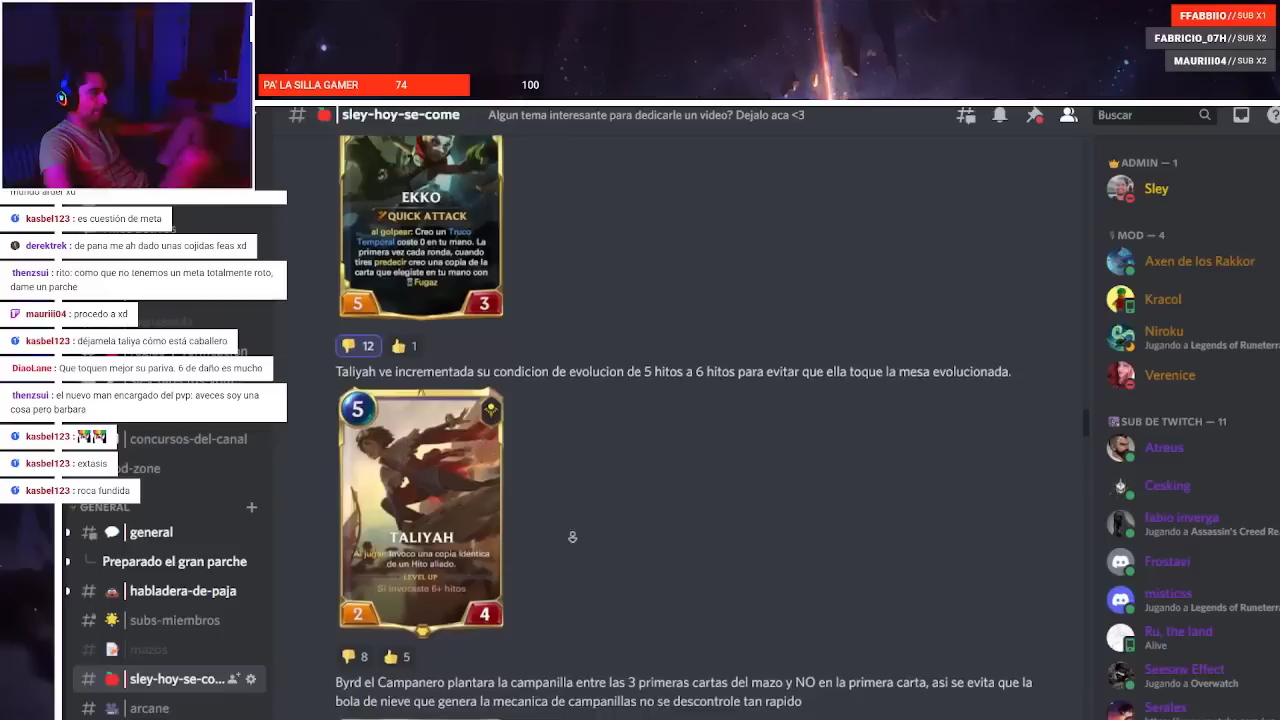 FFABBIIO// SUB X1
FABRICIO_07H// SUB X2
MAURIII04// SUB X2
PA' LA SILLA GAMER 74 100
# sley-hoy-se-come Algun tema interesante para dedicarle un video? Dejalo aca <3
Buscar
mundo arder xd
kasbel123 : es cuestión de meta
derektrek : de pana me ah dado unas cojidas feas xd
thenzsui : rito: como que no tenemos un meta totalmente roto,
dame un parche
mauriii04 : procedo a xd
kasbel123 : déjamela taliya cómo está caballero
DiaoLane : Que toquen mejor su pariva. 6 de daño es mucho
thenzsui : el nuevo man encargado del pvp: aveces soy una
cosa pero barbara
kasbel123 :
kasbel123 : extasis
kasbel123 : roca fundida
concursos-del-canal
od-zone
GENERAL +
general
Preparado el gran parche
# habladera-de-paja
# subs-miembros
# mazos
# sley-hoy-se-co...
# arcane
EKKO
QUICK ATTACK
al golpear: Creo un Truco
Temporal coste 0 en tu mano. La
primera vez cada ronda, cuando
tires predecir creo una copia de la
carta que elegiste en tu mano con
Fugaz
5 3
12 1
Taliyah ve incrementada su condicion de evolucion de 5 hitos a 6 hitos para evitar que ella toque la mesa evolucionada.
5
TALIYAH
Al jugar: Invoco una copia identica
de un Hito aliado.
LEVEL UP
Si invocaste 6+ hitos
2 4
8 5
Byrd el Campanero plantara la campanilla entre las 3 primeras cartas del mazo y NO en la primera carta, asi se evita que la
bola de nieve que genera la mecanica de campanillas no se descontrole tan rapido
ADMIN — 1
Sley
MOD — 4
Axen de los Rakkor
Kracol
Niroku
Jugando a Legends of Runeterra
Verenice
SUB DE TWITCH — 11
Atreus
Cesking
fabio inverga
Jugando a Assassin's Creed Re
Frostavi
misticss
Jugando a Legends of Runeterr
Ru, the land
Alive
Seesaw Effect
Jugando a Overwatch
Serales